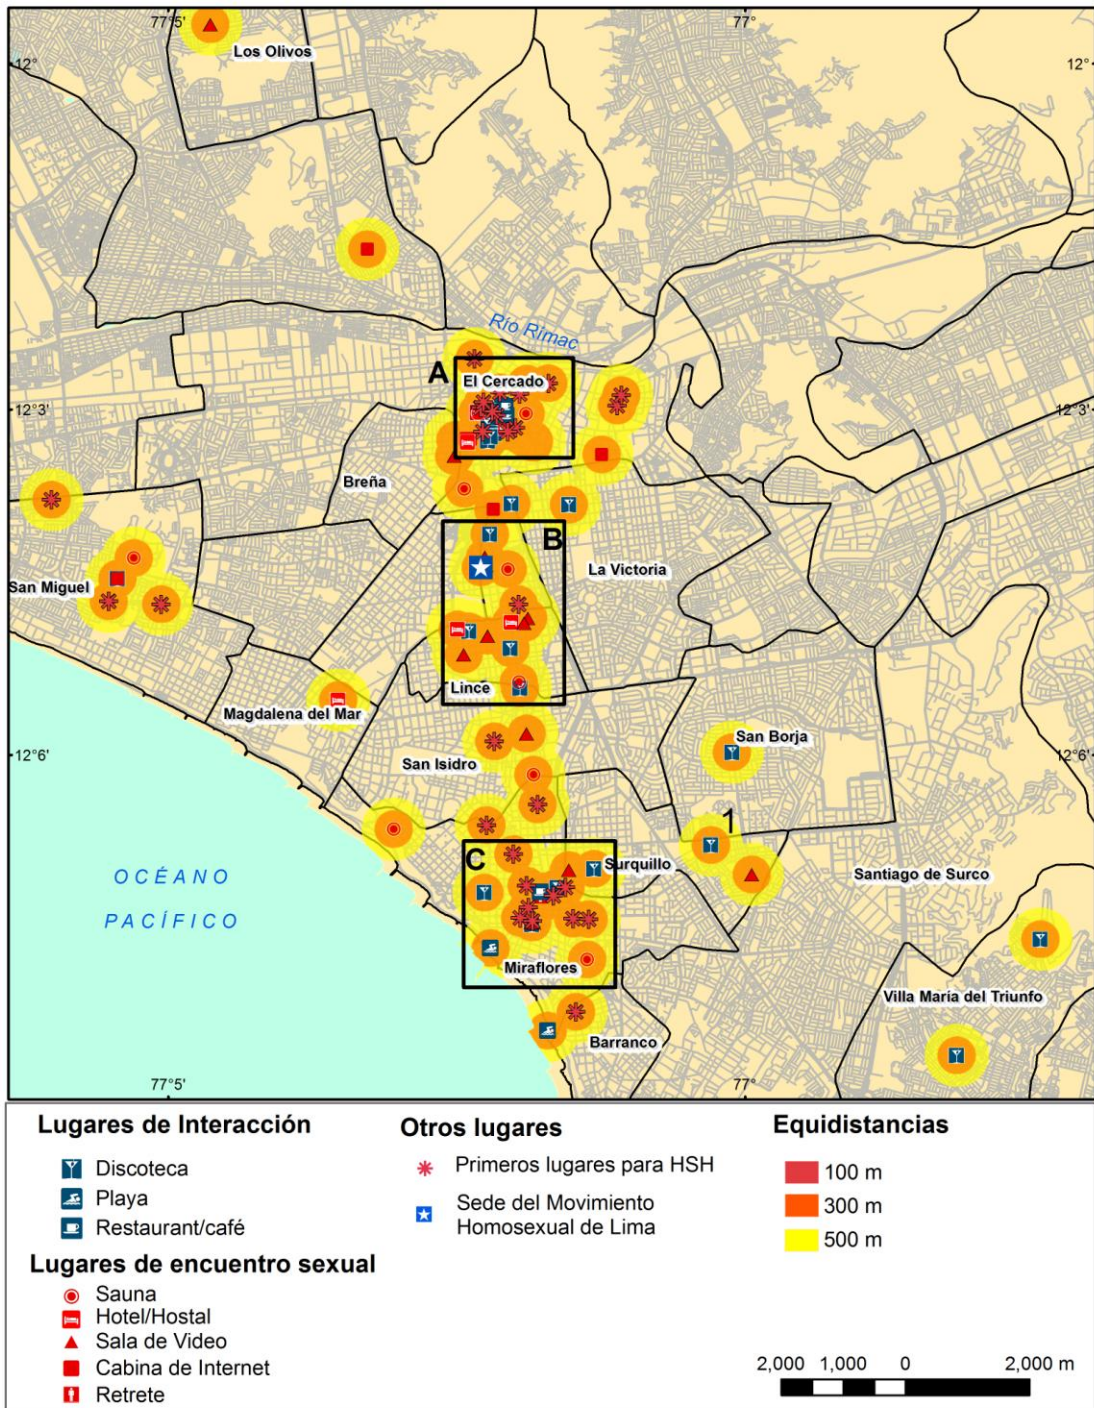 77°5'
77°
Los Olivos
12°
12°
Río Rimac
A
El Cercado
12°3'
12°3'
Breña
B
La Victoria
San Miguel
Lince
Magdalena del Mar
San Borja
San Isidro
12°6'
12°6'
1
C
Surquillo
Santiago de Surco
OCÉANO
PACÍFICO
Miraflores
Villa María del Triunfo
Barranco
77°5'
77°
Lugares de Interacción
Discoteca
Playa
Restaurant/café
Lugares de encuentro sexual
Sauna
Hotel/Hostal
Sala de Video
Cabina de Internet
Retrete
Otros lugares
Primeros lugares para HSH
Sede del Movimiento
Homosexual de Lima
Equidistancias
100 m
300 m
500 m
2,000 1,000 0 2,000 m